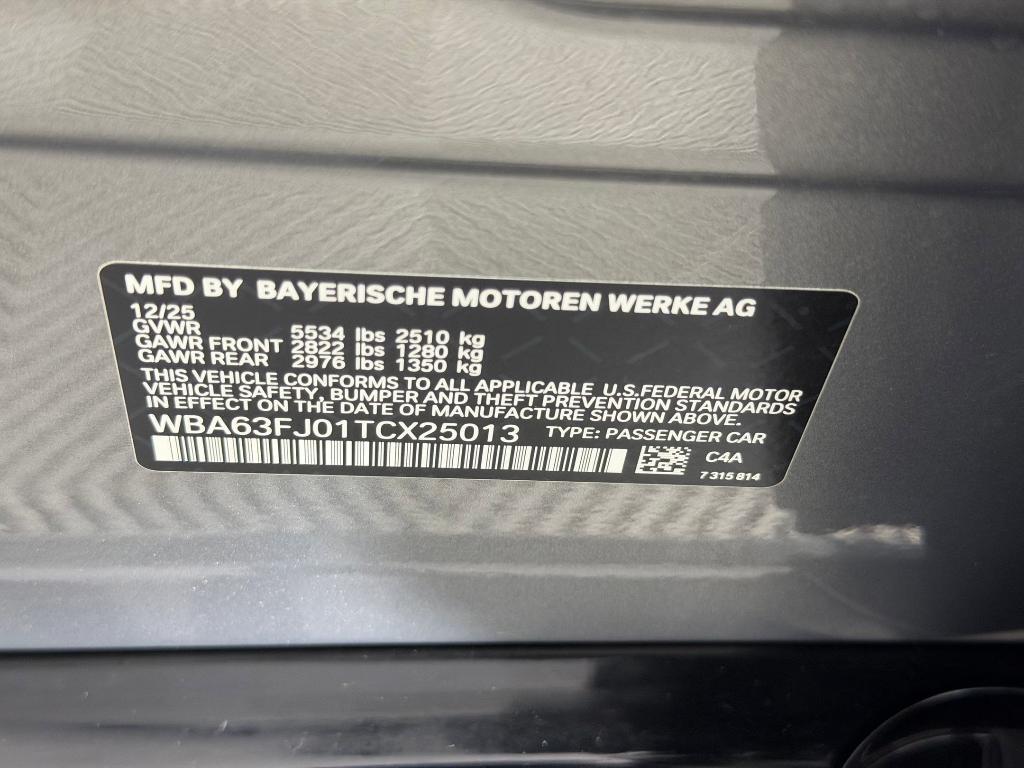 MFD BY BAYERISCHE MOTOREN WERKE AG
12/25
GVWR 5534 lbs 2510 kg
GAWR FRONT 2822 lbs 1280 kg
GAWR REAR 2976 lbs 1350 kg
THIS VEHICLE CONFORMS TO ALL APPLICABLE U.S.FEDERAL MOTOR
VEHICLE SAFETY, BUMPER AND THEFT PREVENTION STANDARDS
IN EFFECT ON THE DATE OF MANUFACTURE SHOWN ABOVE.
WBA63FJ01TCX25013 TYPE: PASSENGER CAR
C4A
7 315 814